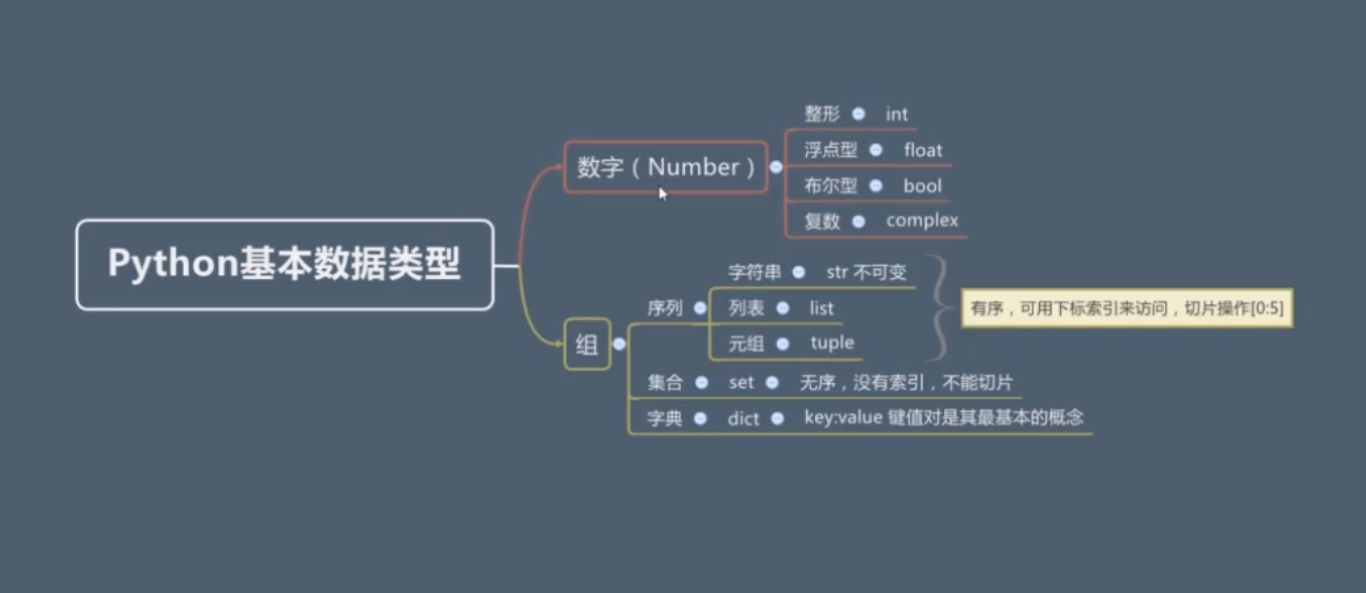 Python基本数据类型
数字（Number）
整形 int
浮点型 float
布尔型 bool
复数 complex
组
序列
字符串 str 不可变
列表 list
元组 tuple
有序，可用下标索引来访问，切片操作[0:5]
集合 set 无序，没有索引，不能切片
字典 dict key:value 键值对是其最基本的概念